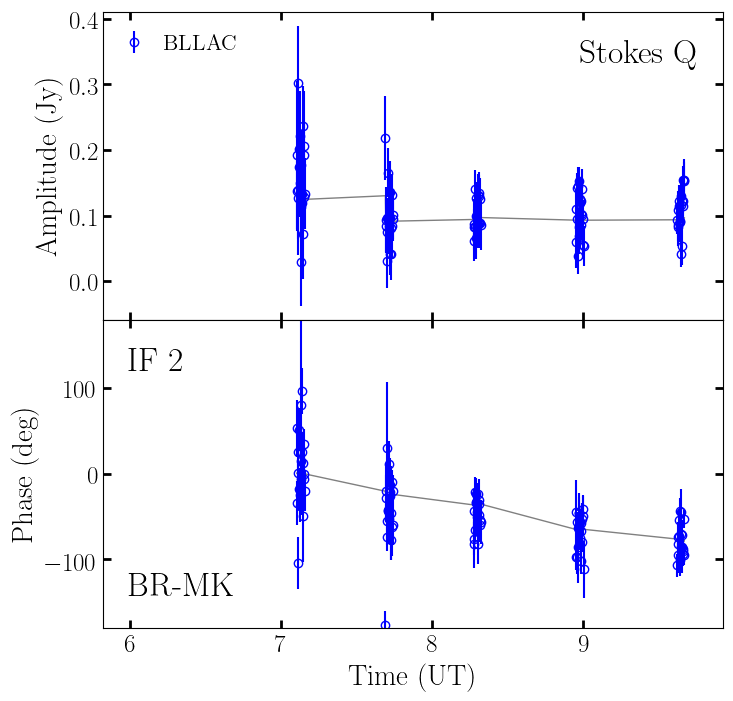 BLLAC
Stokes Q
0.4
0.3
0.2
0.1
0.0
Amplitude (Jy)
IF 2
100
0
−100
Phase (deg)
BR-MK
6 7 8 9
Time (UT)